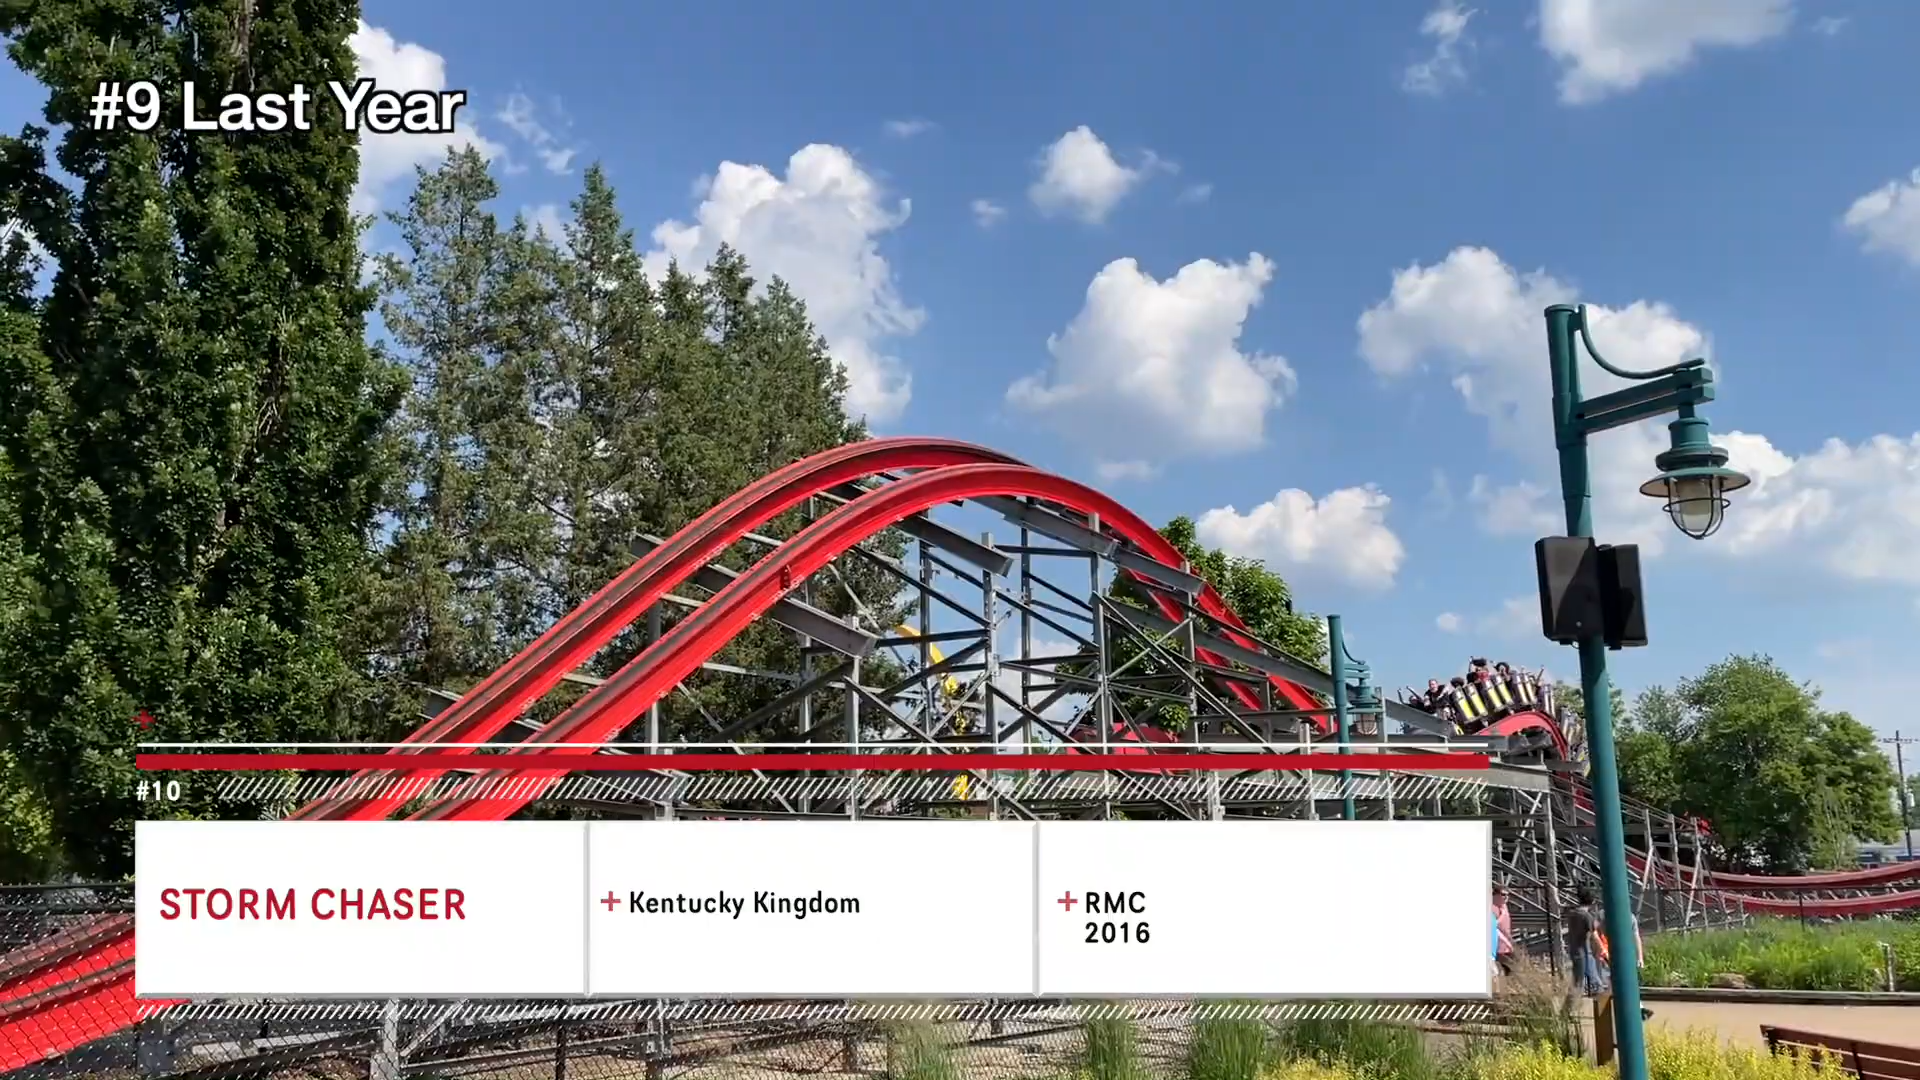 #9 Last Year
#10
STORM CHASER
+ Kentucky Kingdom
+ RMC
2016